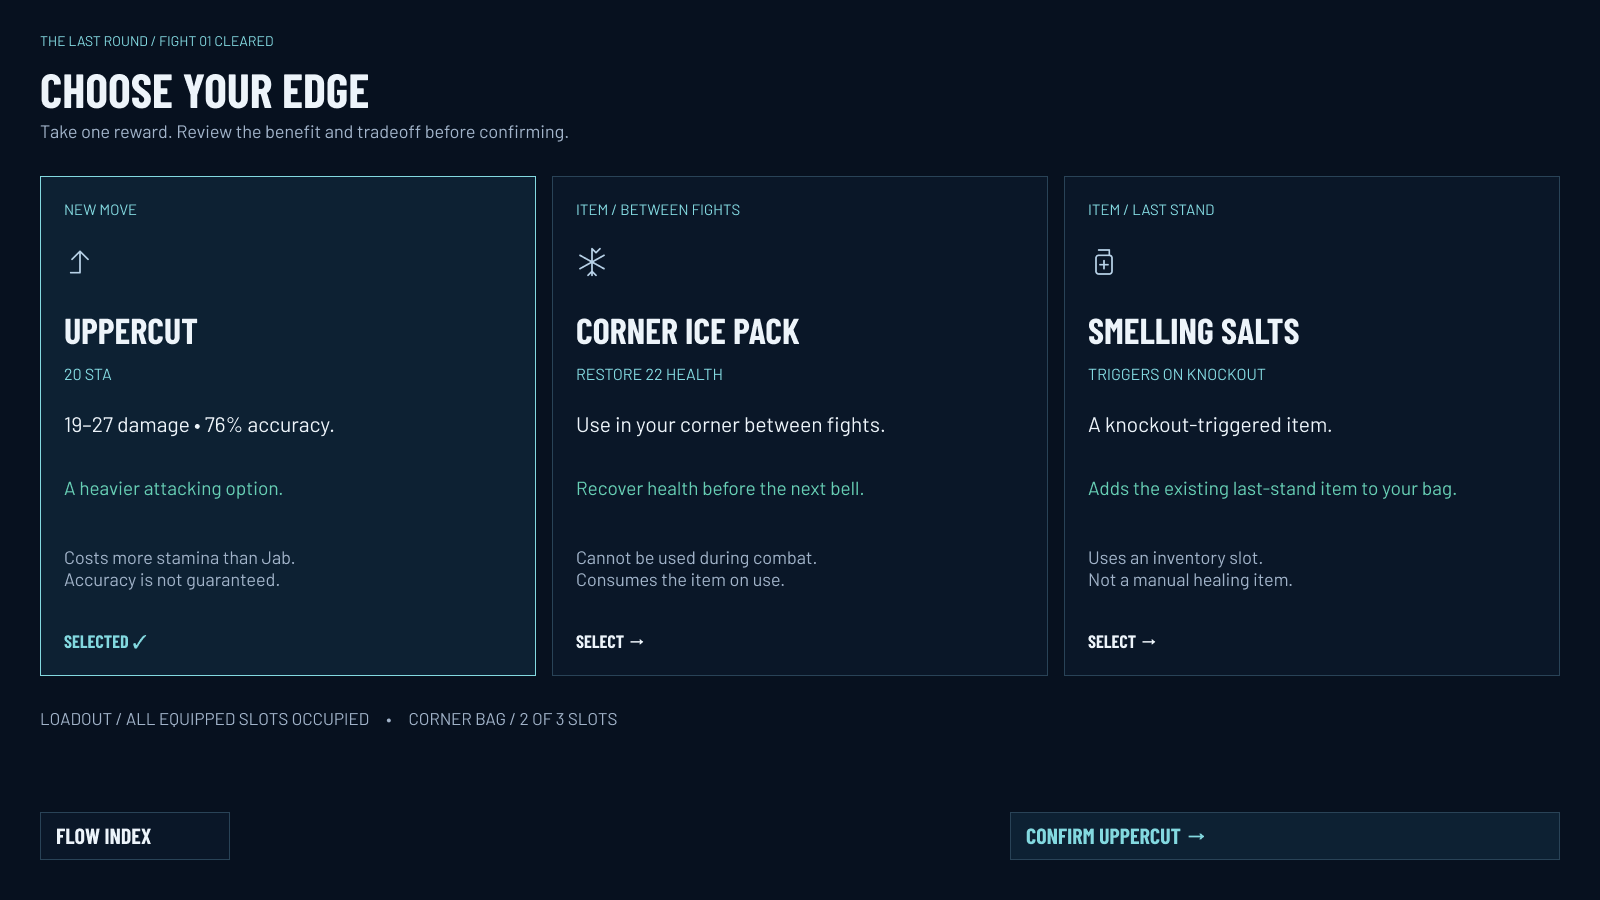 THE LAST ROUND / FIGHT 01 CLEARED
CHOOSE YOUR EDGE
Take one reward. Review the benefit and tradeoff before confirming.
NEW MOVE
UPPERCUT
20 STA
19–27 damage • 76% accuracy.
A heavier attacking option.
Costs more stamina than Jab.
Accuracy is not guaranteed.
SELECTED ✓
ITEM / BETWEEN FIGHTS
CORNER ICE PACK
RESTORE 22 HEALTH
Use in your corner between fights.
Recover health before the next bell.
Cannot be used during combat.
Consumes the item on use.
SELECT →
ITEM / LAST STAND
SMELLING SALTS
TRIGGERS ON KNOCKOUT
A knockout-triggered item.
Adds the existing last-stand item to your bag.
Uses an inventory slot.
Not a manual healing item.
SELECT →
LOADOUT / ALL EQUIPPED SLOTS OCCUPIED • CORNER BAG / 2 OF 3 SLOTS
FLOW INDEX
CONFIRM UPPERCUT →